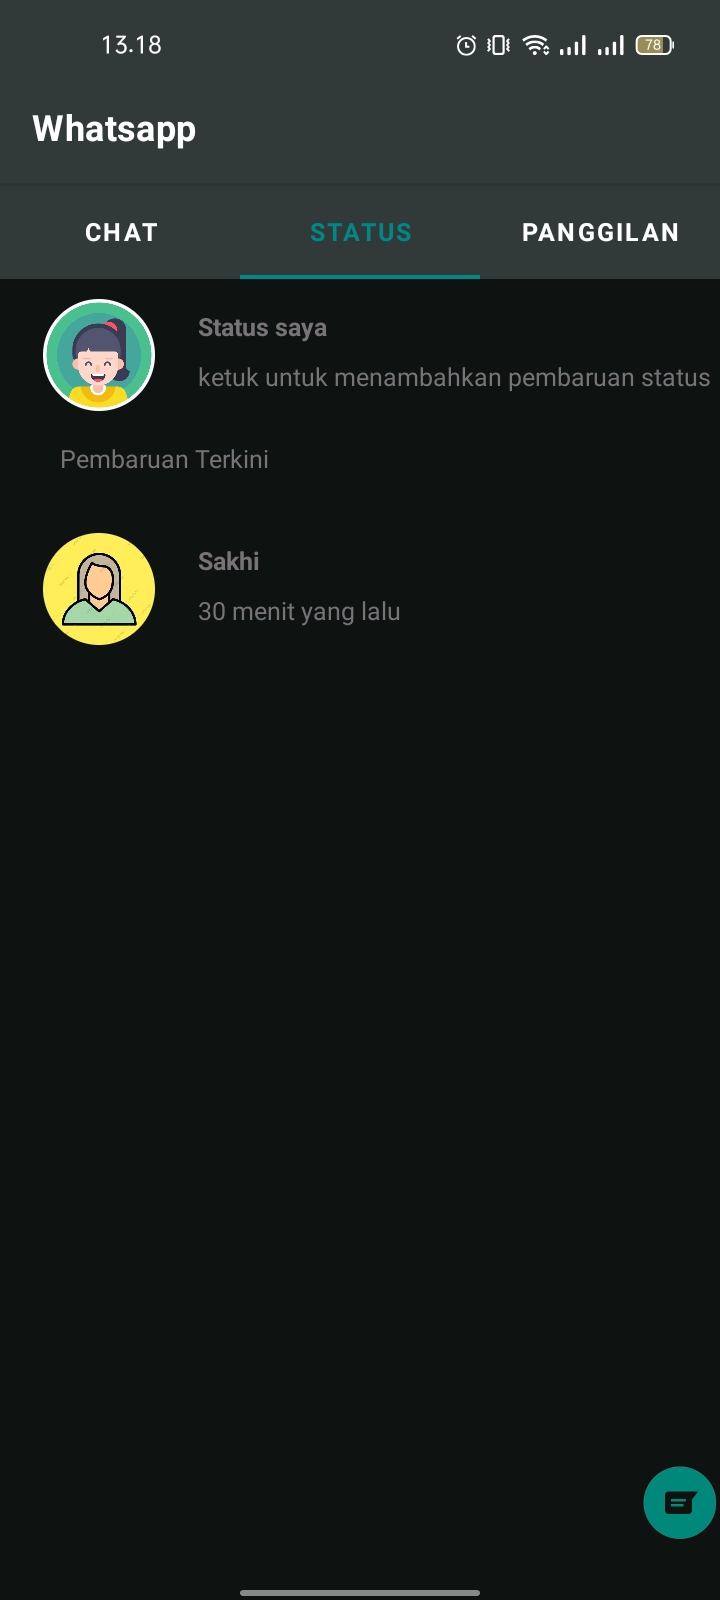 13.18
78
Whatsapp
CHAT
STATUS
PANGGILAN
Status saya
ketuk untuk menambahkan pembaruan status
Pembaruan Terkini
Sakhi
30 menit yang lalu